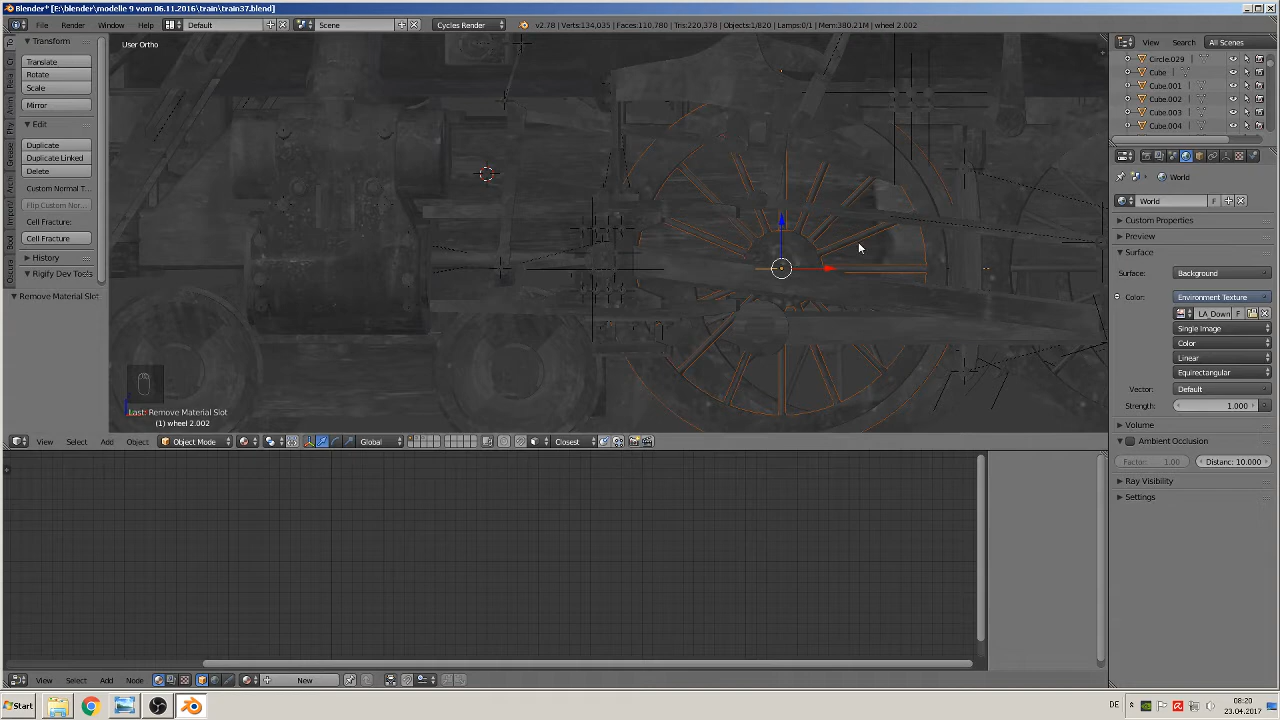 Blender* [E:\blender\modelle 9 vom 06.11.2016\train\train37.blend]
File Render Window Help Default Scene Cycles Render v2.78 | Verts:134,035 | Faces:110,780 | Tris:220,378 | Objects:1/820 | Lamps:0/1 | Mem:380.21M | wheel 2.002
View Search All Scenes
Transform
User Ortho
Translate
Rotate
Scale
Mirror
Edit
Duplicate
Duplicate Linked
Delete
Custom Normal T...
Flip Custom Nor...
Cell Fracture:
Cell Fracture
History
Rigify Dev Tools
Remove Material Slot
Last: Remove Material Slot
(1) wheel 2.002
Circle.029
Cube
Cube.001
Cube.002
Cube.003
Cube.004
World
World F
Custom Properties
Preview
Surface
Surface: Background
Color: Environment Texture
LA_Down F
Single Image
Color
Linear
Equirectangular
Vector: Default
Strength: 1.000
Volume
Ambient Occlusion
Factor: 1.00 Distanc: 10.000
Ray Visibility
Settings
View Select Add Object Object Mode Global Closest
View Select Add Node New
Start DE 08:20
23.04.2017